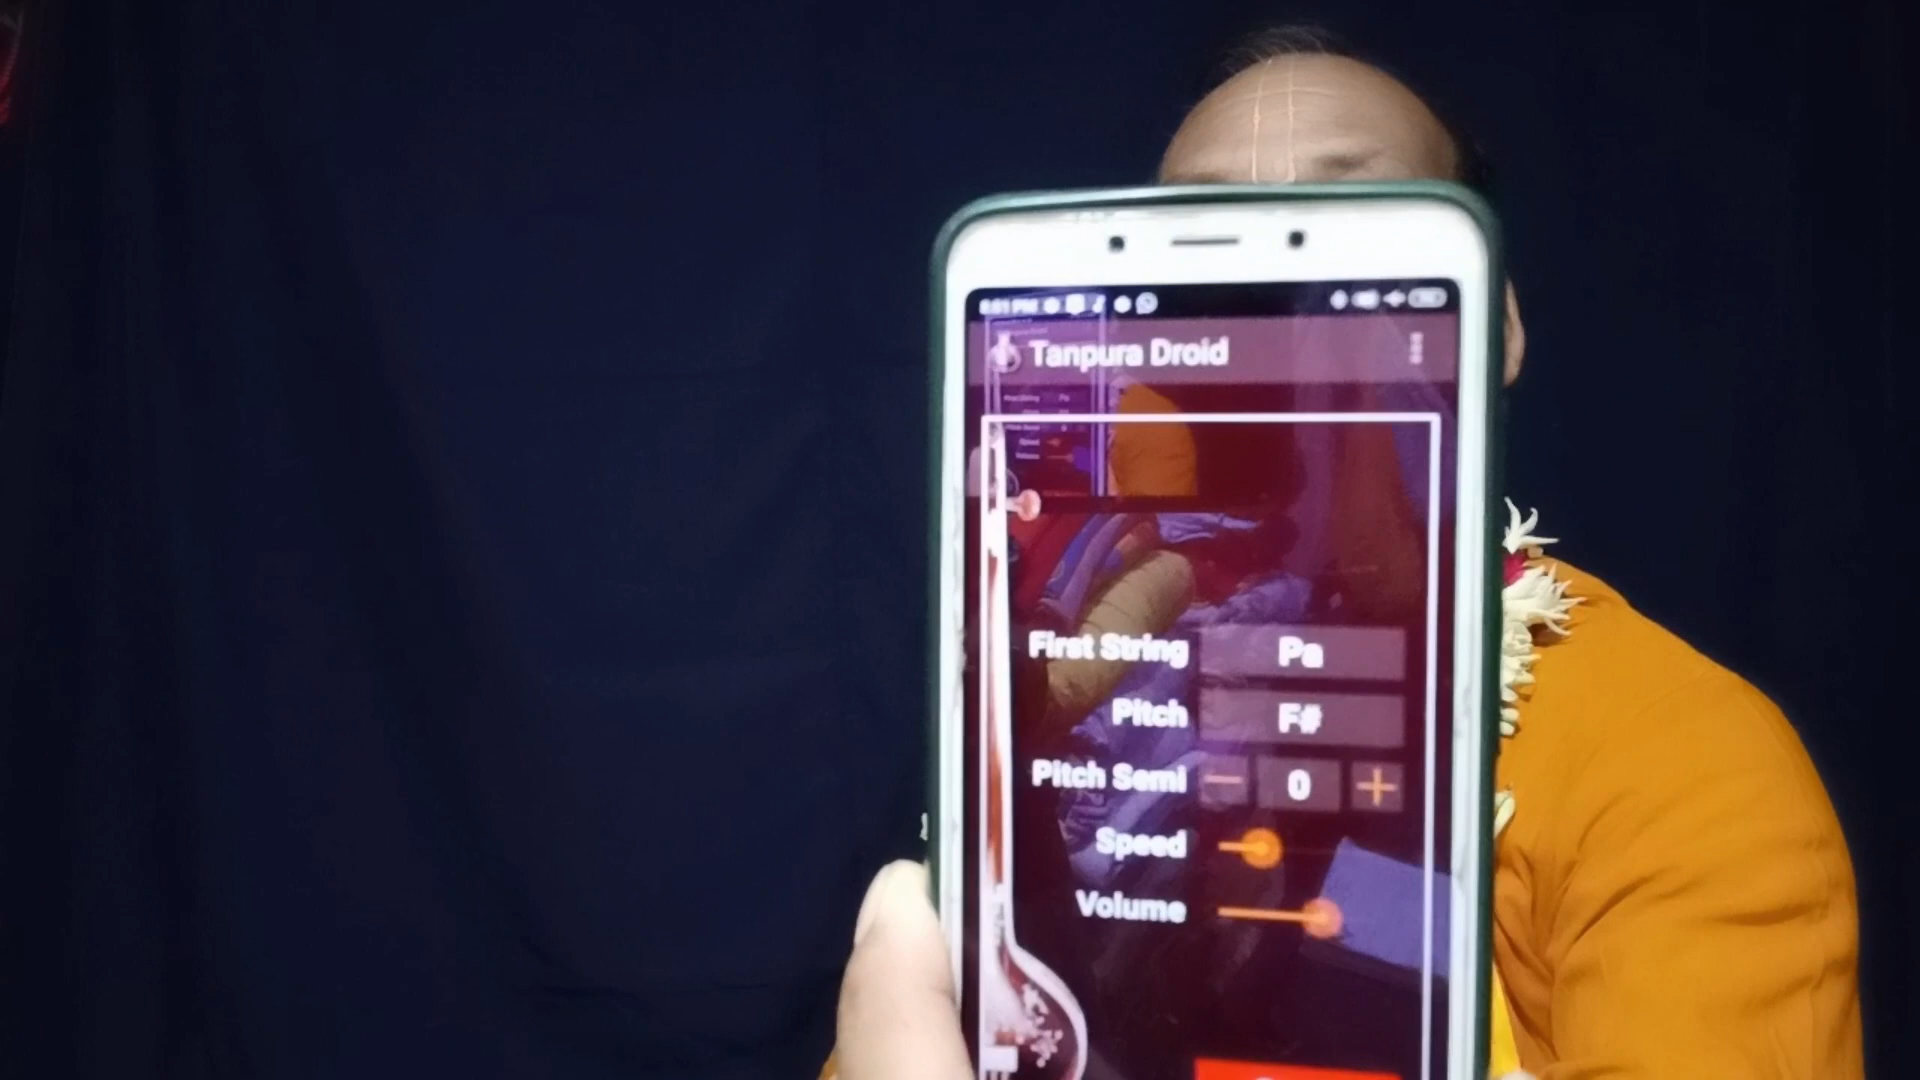 Tanpura Droid
First String Pa
Pitch F#
Pitch Semi − 0 +
Speed
Volume